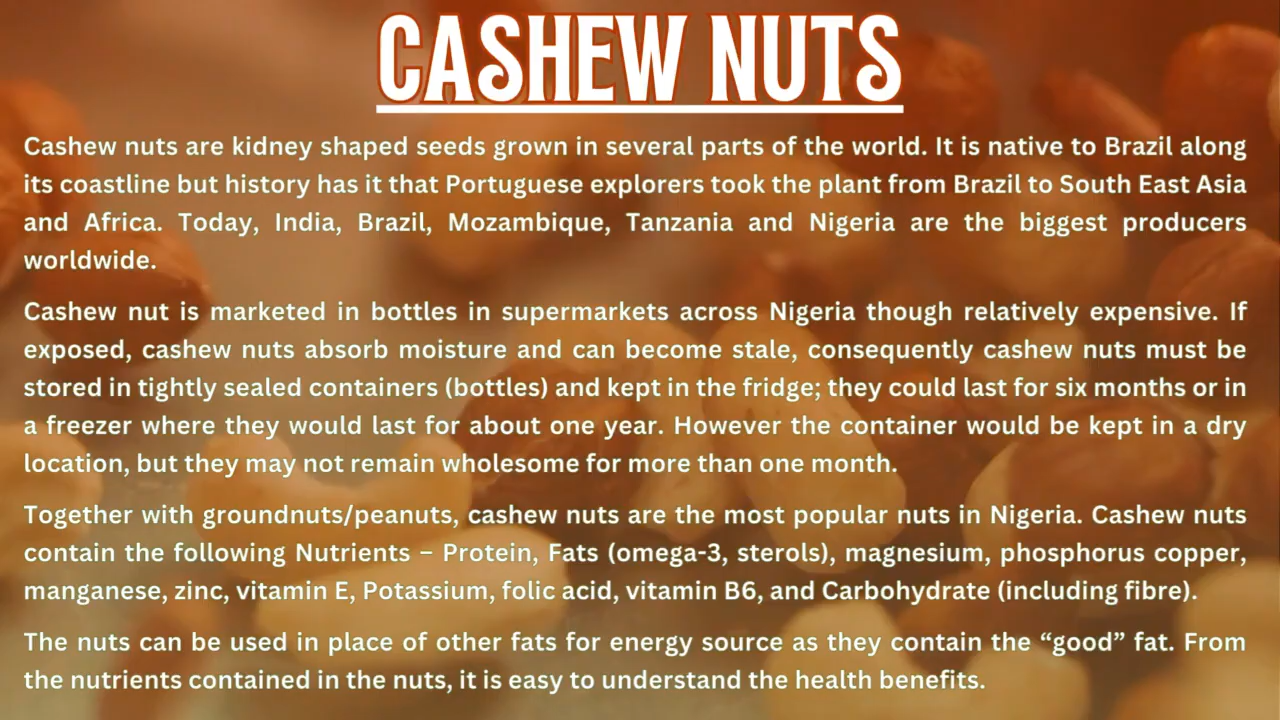 CASHEW NUTS
Cashew nuts are kidney shaped seeds grown in several parts of the world. It is native to Brazil along
its coastline but history has it that Portuguese explorers took the plant from Brazil to South East Asia
and Africa. Today, India, Brazil, Mozambique, Tanzania and Nigeria are the biggest producers
worldwide.
Cashew nut is marketed in bottles in supermarkets across Nigeria though relatively expensive. If
exposed, cashew nuts absorb moisture and can become stale, consequently cashew nuts must be
stored in tightly sealed containers (bottles) and kept in the fridge; they could last for six months or in
a freezer where they would last for about one year. However the container would be kept in a dry
location, but they may not remain wholesome for more than one month.
Together with groundnuts/peanuts, cashew nuts are the most popular nuts in Nigeria. Cashew nuts
contain the following Nutrients – Protein, Fats (omega-3, sterols), magnesium, phosphorus copper,
manganese, zinc, vitamin E, Potassium, folic acid, vitamin B6, and Carbohydrate (including fibre).
The nuts can be used in place of other fats for energy source as they contain the “good” fat. From
the nutrients contained in the nuts, it is easy to understand the health benefits.